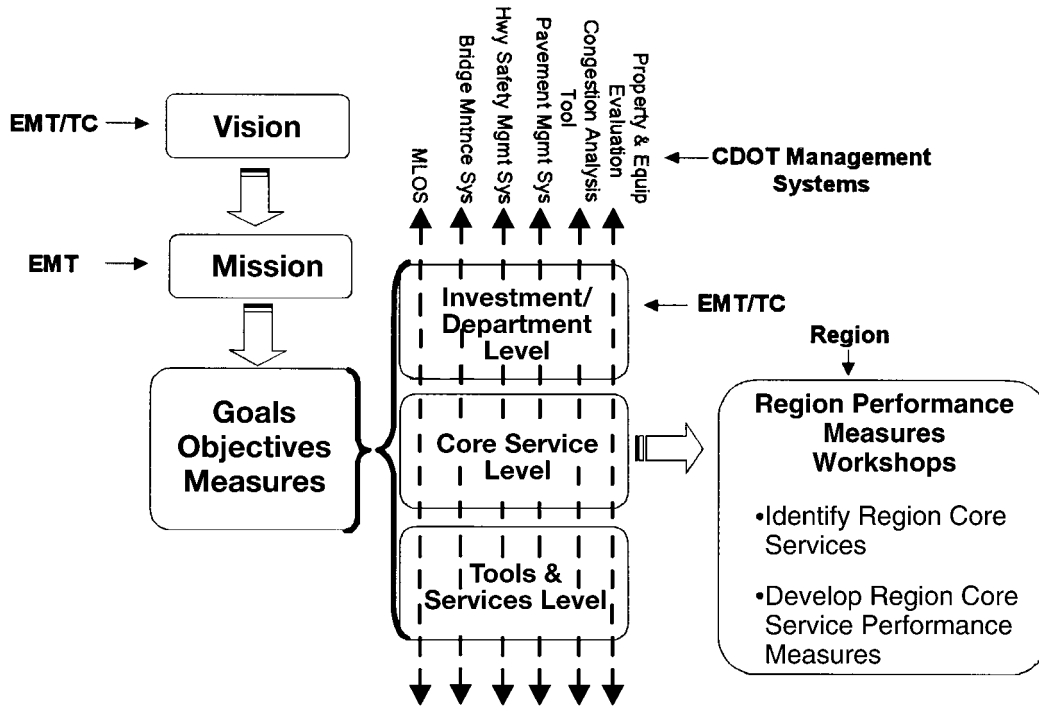 EMT/TC
Vision
EMT
Mission
Goals
Objectives
Measures
MLOS
Bridge Mntnce Sys
Hwy Safety Mgmt Sys
Pavement Mgmt Sys
Congestion Analysis
Tool
Property & Equip
Evaluation
CDOT Management
Systems
Investment/
Department
Level
EMT/TC
Core Service
Level
Tools &
Services Level
Region
Region Performance
Measures
Workshops
•Identify Region Core
Services
•Develop Region Core
Service Performance
Measures